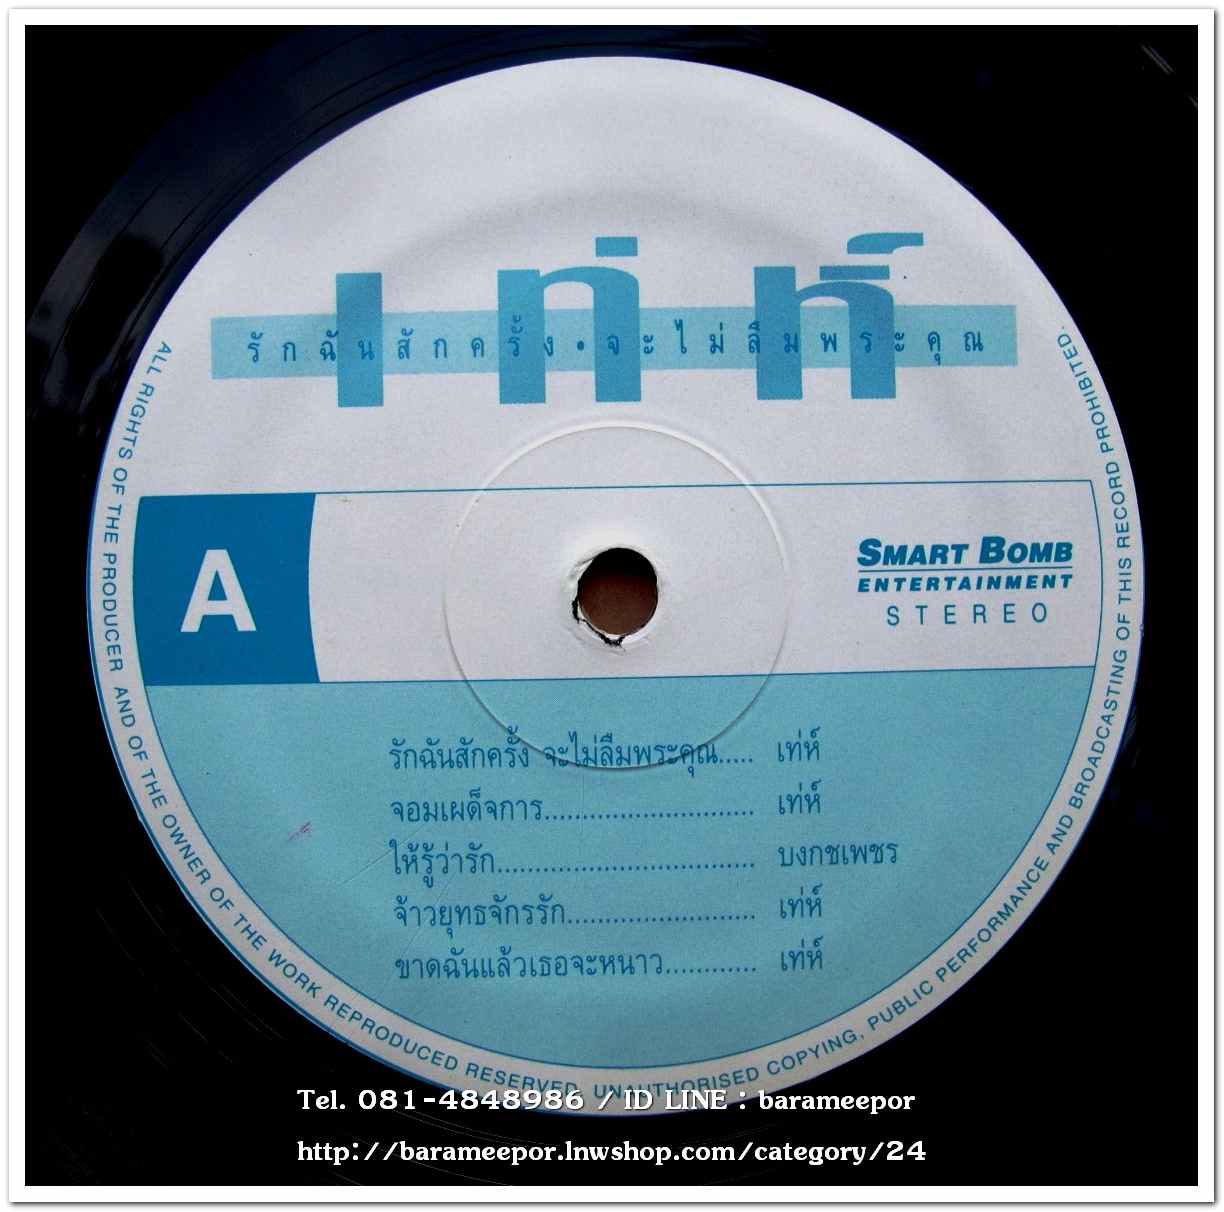 เท่ห์
รักฉันสักครั้ง • จะไม่ลืมพระคุณ
A
SMART BOMB
ENTERTAINMENT
STEREO
รักฉันสักครั้ง จะไม่ลืมพระคุณ..... เท่ห์
จอมเผด็จการ............................ เท่ห์
ให้รู้ว่ารัก.................................. บงกชเพชร
จ้าวยุทธจักรรัก......................... เท่ห์
ขาดฉันแล้วเธอจะหนาว............ เท่ห์
ALL RIGHTS OF THE PRODUCER AND OF THE OWNER OF THE WORK REPRODUCED RESERVED. UNAUTHORISED COPYING, PUBLIC PERFORMANCE AND BROADCASTING OF THIS RECORD PROHIBITED.
Tel. 081-4848986 / ID LINE : barameepor
http://barameepor.lnwshop.com/category/24